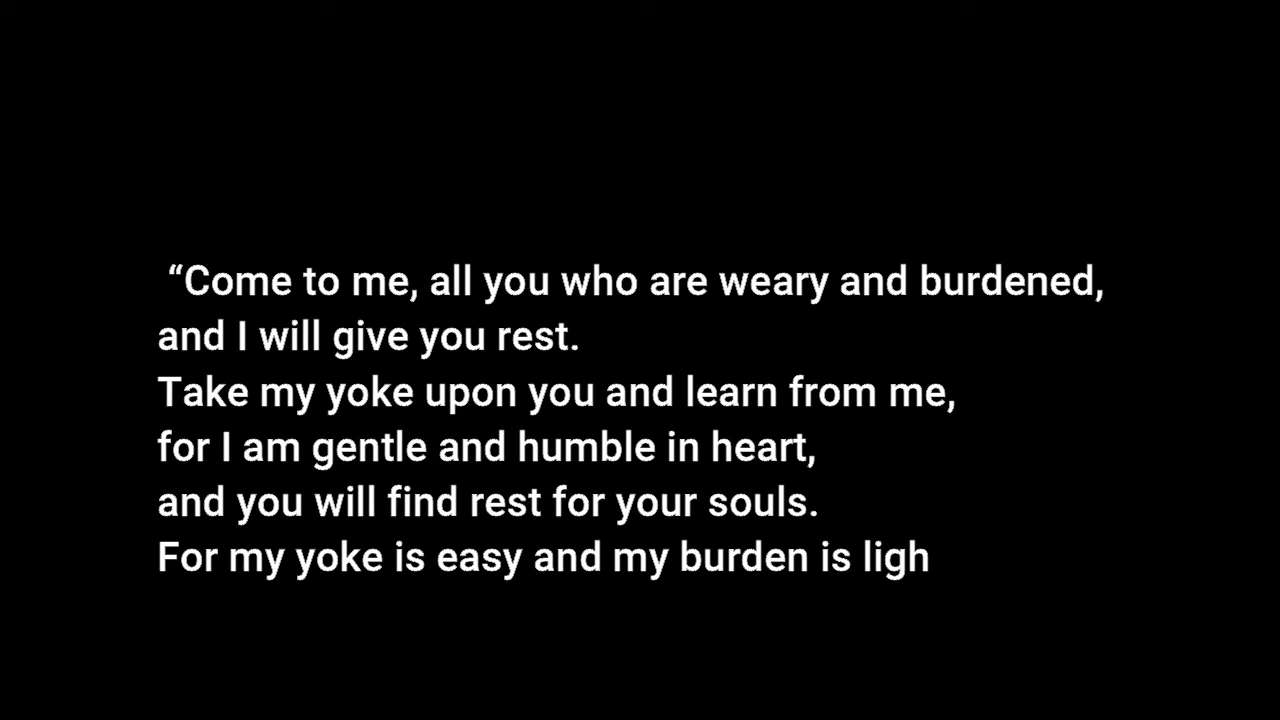 “Come to me, all you who are weary and burdened,
and I will give you rest.
Take my yoke upon you and learn from me,
for I am gentle and humble in heart,
and you will find rest for your souls.
For my yoke is easy and my burden is ligh